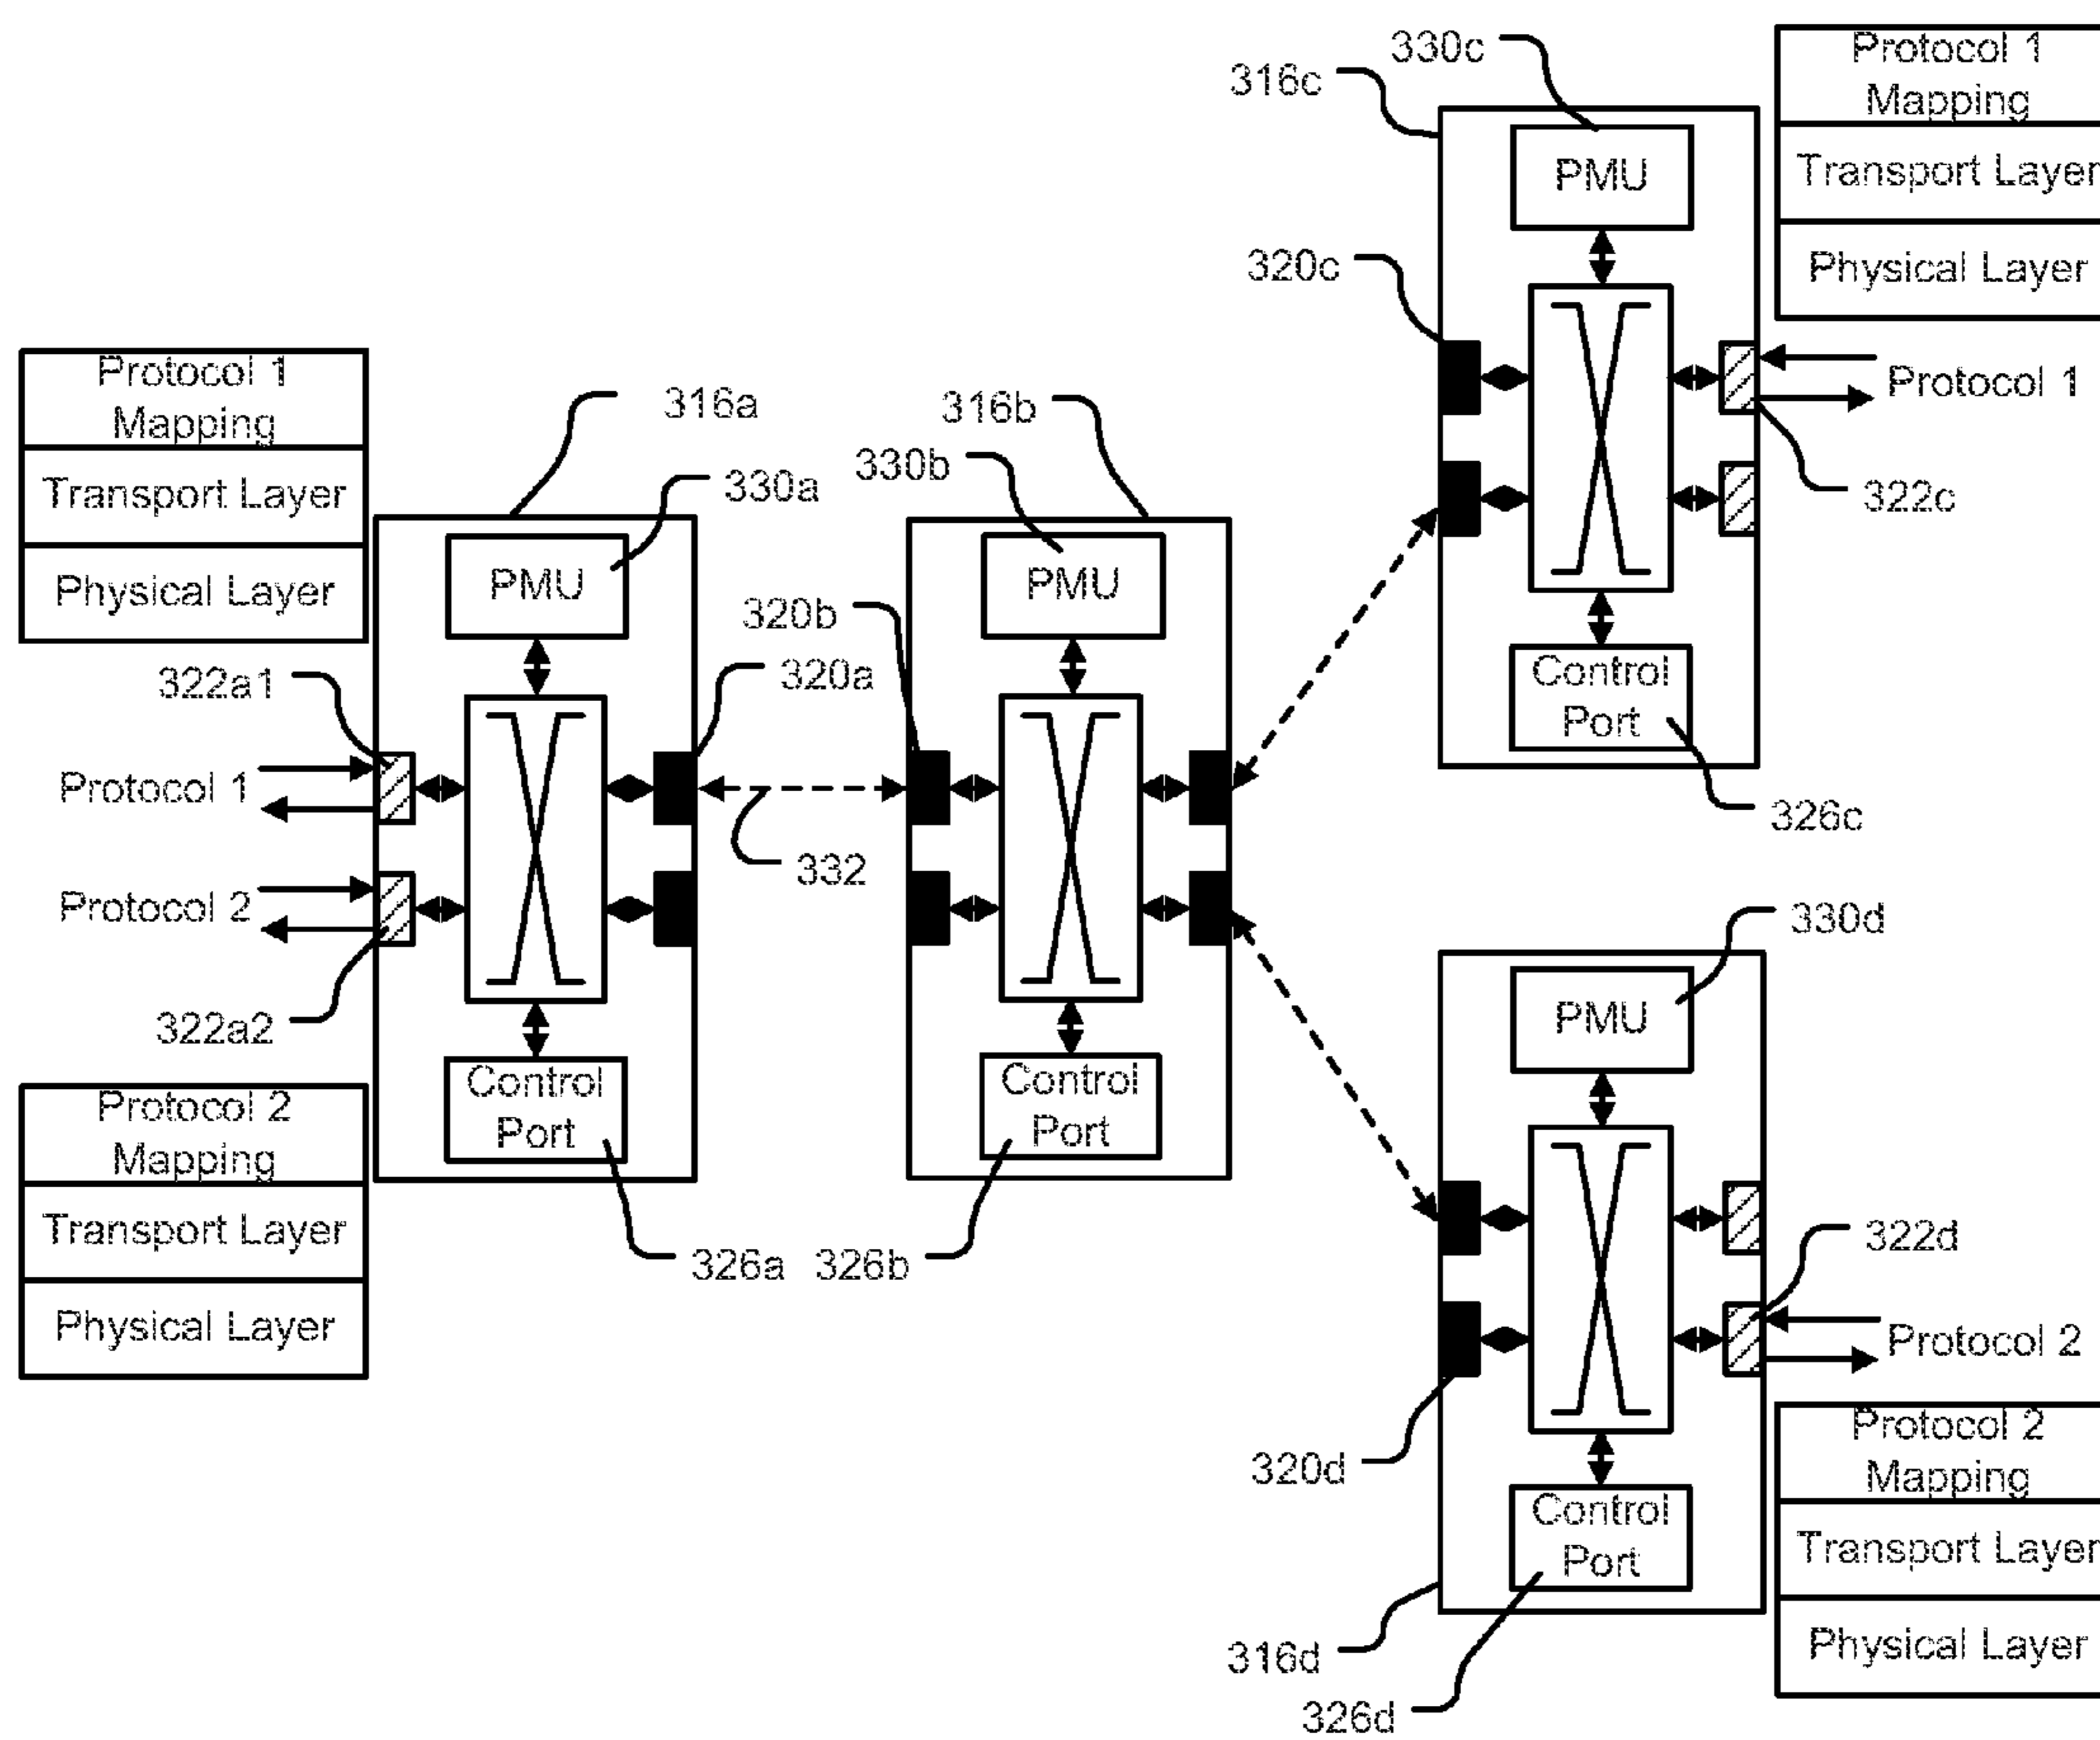 330c
316c
Protocol 1
Mapping
Transport Layer
Physical Layer
PMU
320c
Protocol 1
322c
Control
Port
326c
Protocol 1
Mapping
Transport Layer
Physical Layer
316a
330a
PMU
322a1
320a
Protocol 1
332
Protocol 2
322a2
Control
Port
326a
Protocol 2
Mapping
Transport Layer
Physical Layer
316b
330b
PMU
320b
Control
Port
326b
330d
PMU
322d
Protocol 2
320d
Control
Port
316d
326d
Protocol 2
Mapping
Transport Layer
Physical Layer